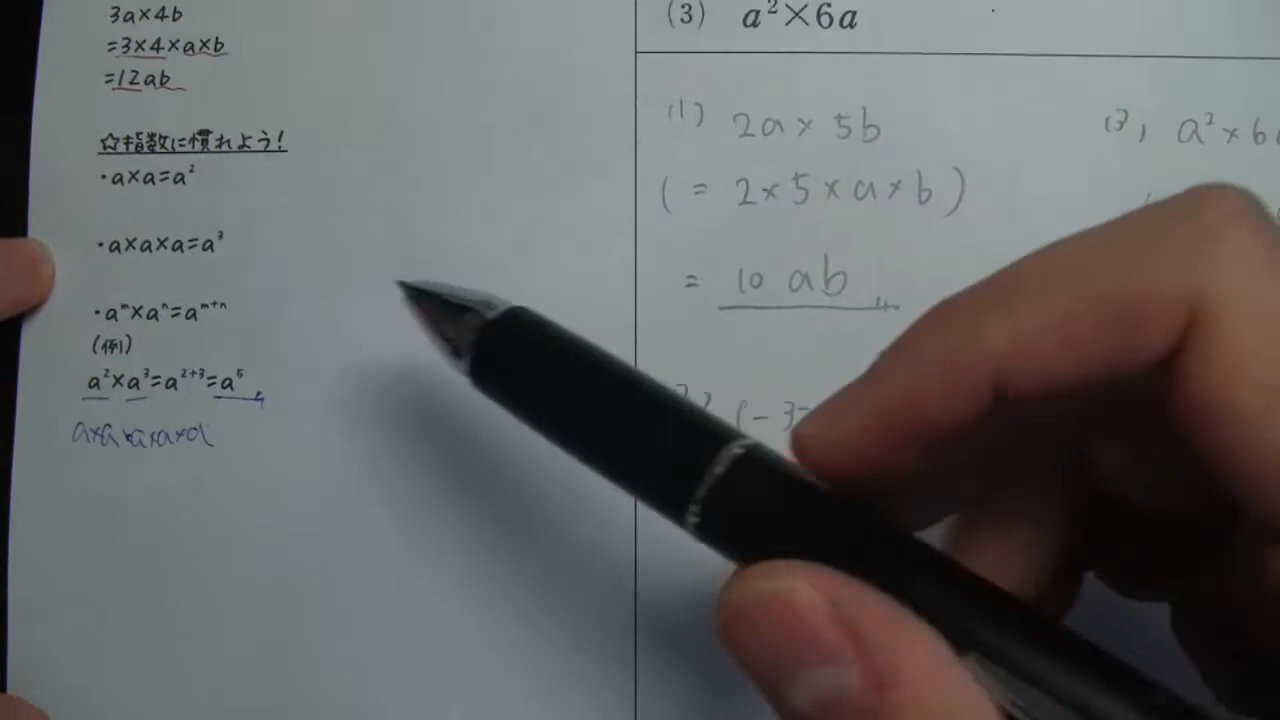 3a×4b
=3×4×a×b
=12ab
☆指数に慣れよう!
・a×a=a²
・a×a×a=a³
・aᵐ×aⁿ=aᵐ⁺ⁿ
(例)
a²×a³=a²⁺³=a⁵
a×a×a×a×a
(3) a²×6a
(1) 2a×5b
(=2×5×a×b)
=10ab
(3) a²×6
(-3